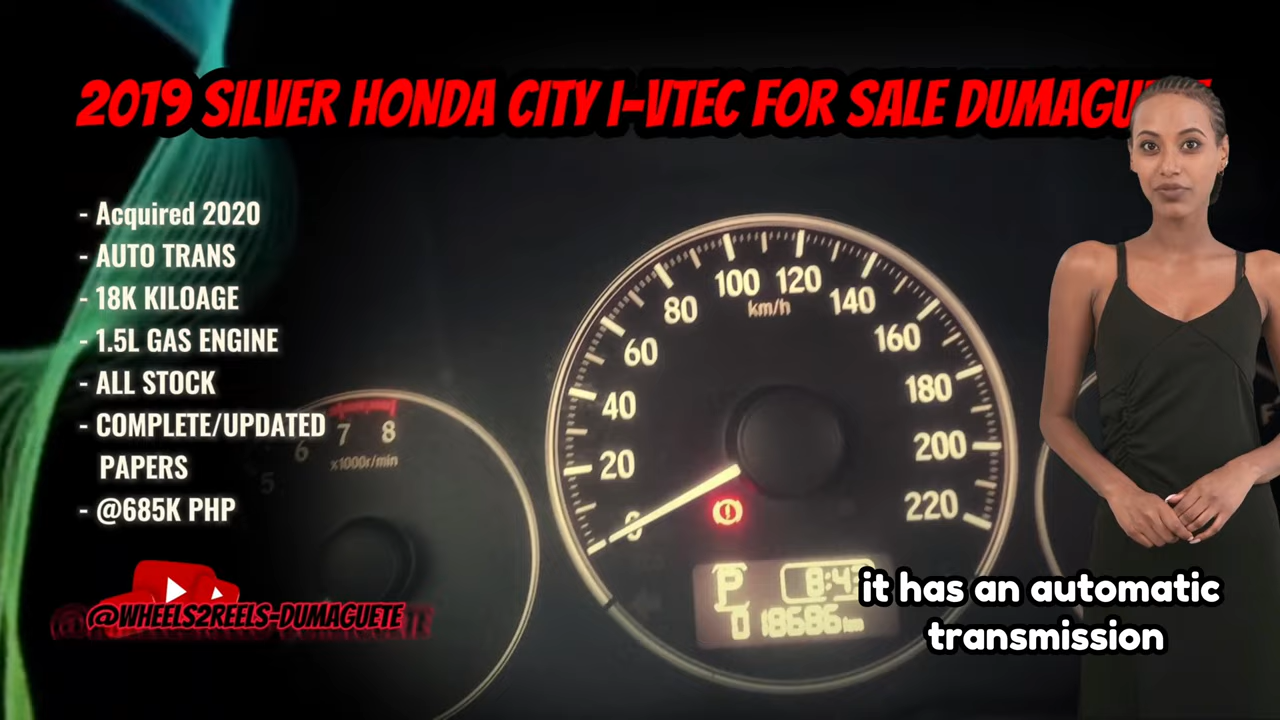 2019 SILVER HONDA CITY I-VTEC FOR SALE
- Acquired 2020
- AUTO TRANS
- 18K KILOAGE
- 1.5L GAS ENGINE
- ALL STOCK
- COMPLETE/UPDATED
PAPERS
- @685K PHP
@WHEELS2REELS-DUMAGUETE
5 6 7 8
x1000r/min
0 20 40 60 80 100 120 140 160 180 200 220
km/h
P
018686 km
it has an automatic
transmission